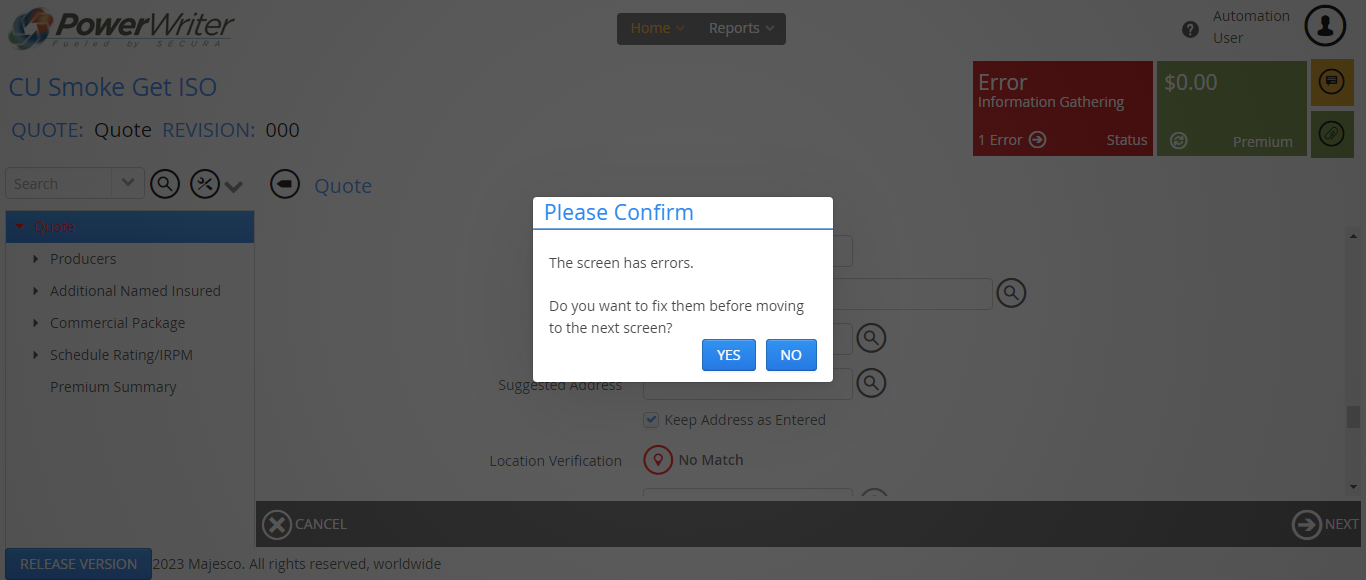 PowerWriter
Fueled by SECURA
Home
Reports
Automation
User
CU Smoke Get ISO
QUOTE: Quote REVISION: 000
Error
Information Gathering
1 Error
Status
$0.00
Premium
Search
Quote
Quote
Producers
Additional Named Insured
Commercial Package
Schedule Rating/IRPM
Premium Summary
Please Confirm
The screen has errors.
Do you want to fix them before moving
to the next screen?
YES
NO
Suggested Address
Keep Address as Entered
Location Verification
No Match
CANCEL
NEXT
RELEASE VERSION
2023 Majesco. All rights reserved, worldwide